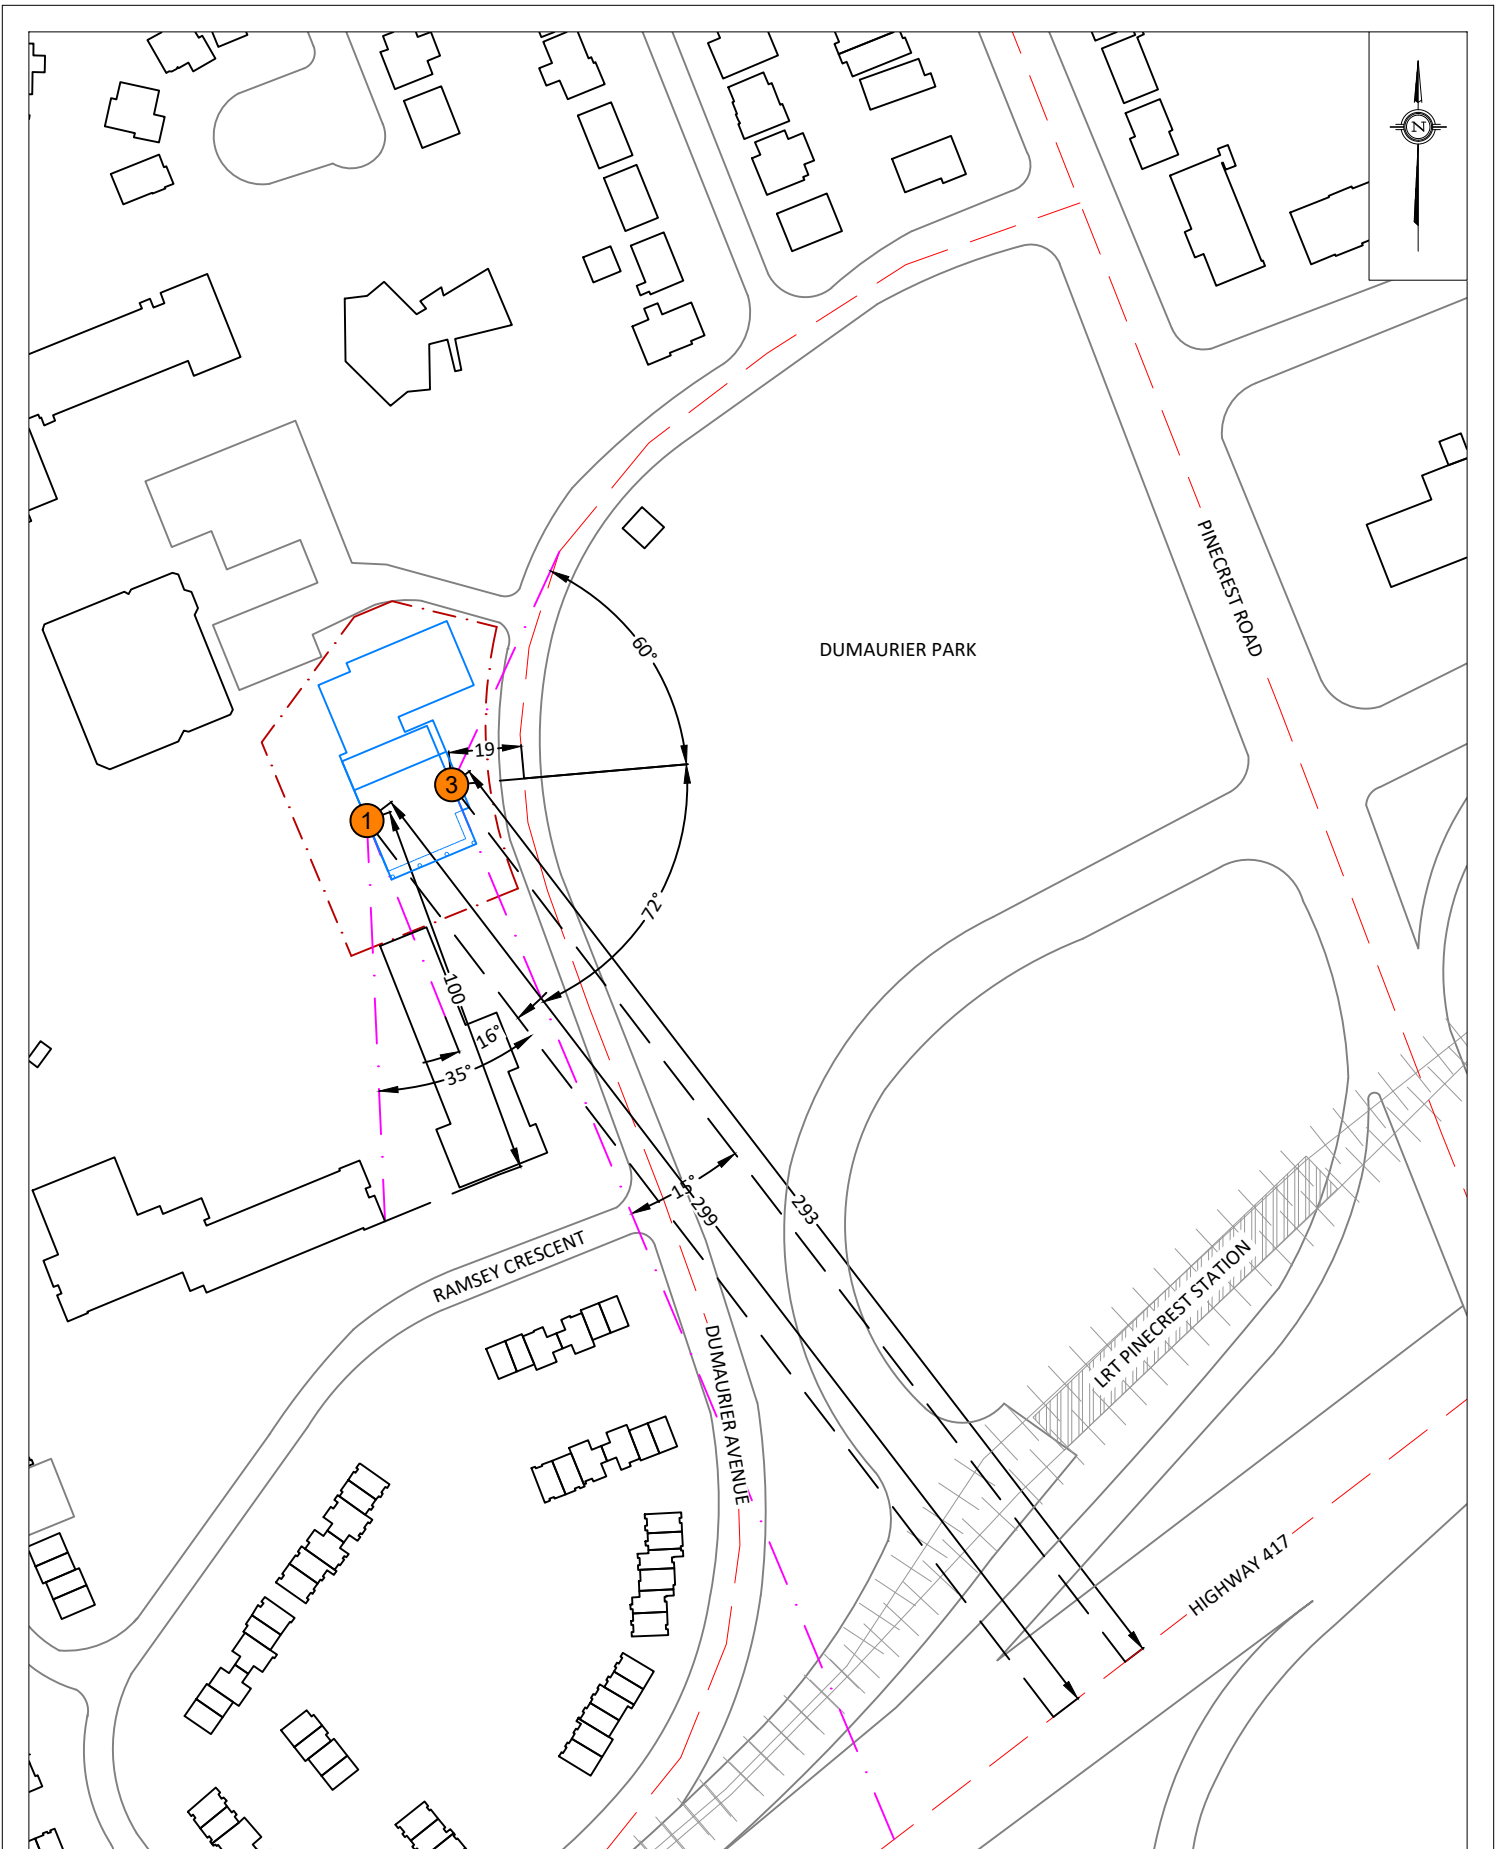 N
PINECREST ROAD
DUMAURIER PARK
60°
19
3
1
72°
100
16°
35°
15°
299
293
RAMSEY CRESCENT
LRT PINECREST STATION
DUMAURIER AVENUE
HIGHWAY 417